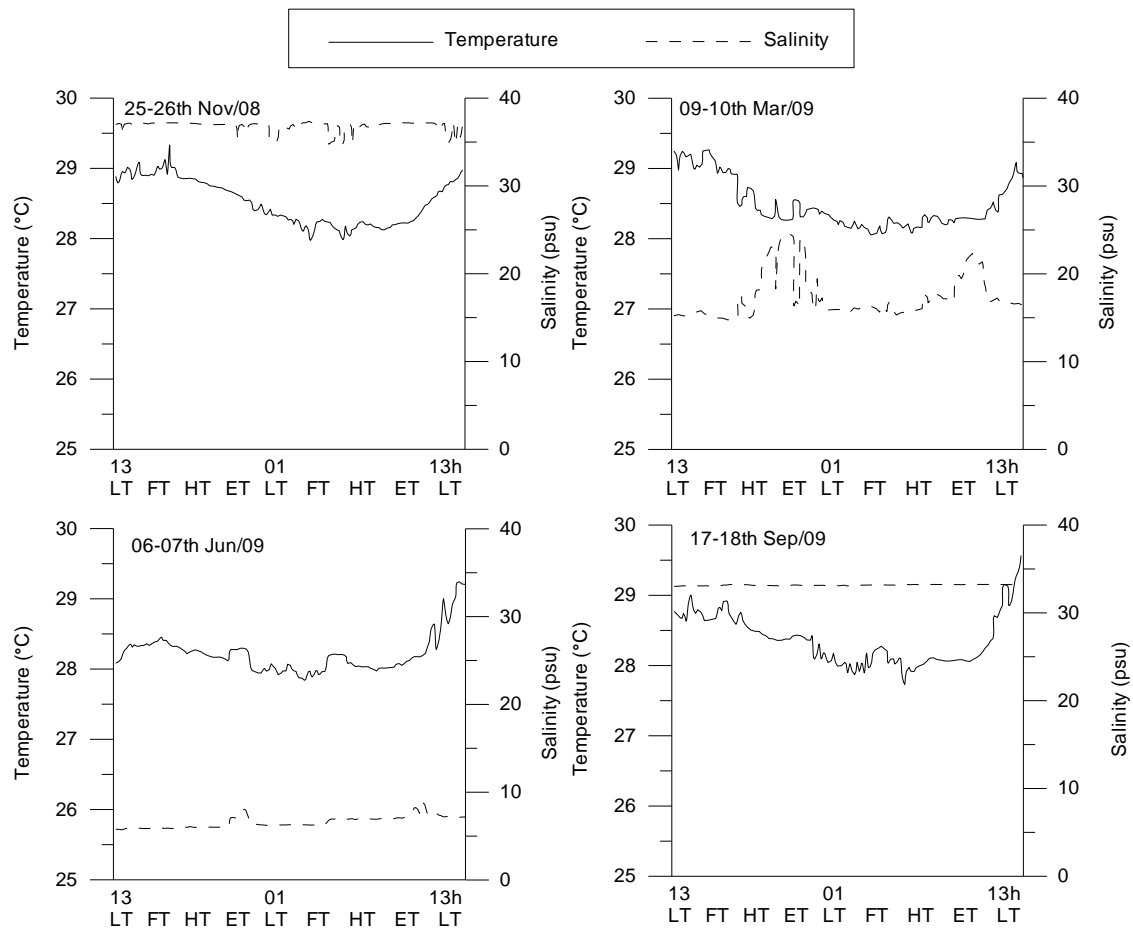 Temperature
Salinity
25-26th Nov/08
30
29
28
27
26
25
Temperature (°C)
40
30
20
10
0
Salinity (psu)
13 01 13h
LT FT HT ET LT FT HT ET LT
09-10th Mar/09
30
29
28
27
26
25
Temperature (°C)
40
30
20
10
0
Salinity (psu)
13 01 13h
LT FT HT ET LT FT HT ET LT
06-07th Jun/09
30
29
28
27
26
25
Temperature (°C)
40
30
20
10
0
Salinity (psu)
13 01 13h
LT FT HT ET LT FT HT ET LT
17-18th Sep/09
30
29
28
27
26
25
Temperature (°C)
40
30
20
10
0
Salinity (psu)
13 01 13h
LT FT HT ET LT FT HT ET LT